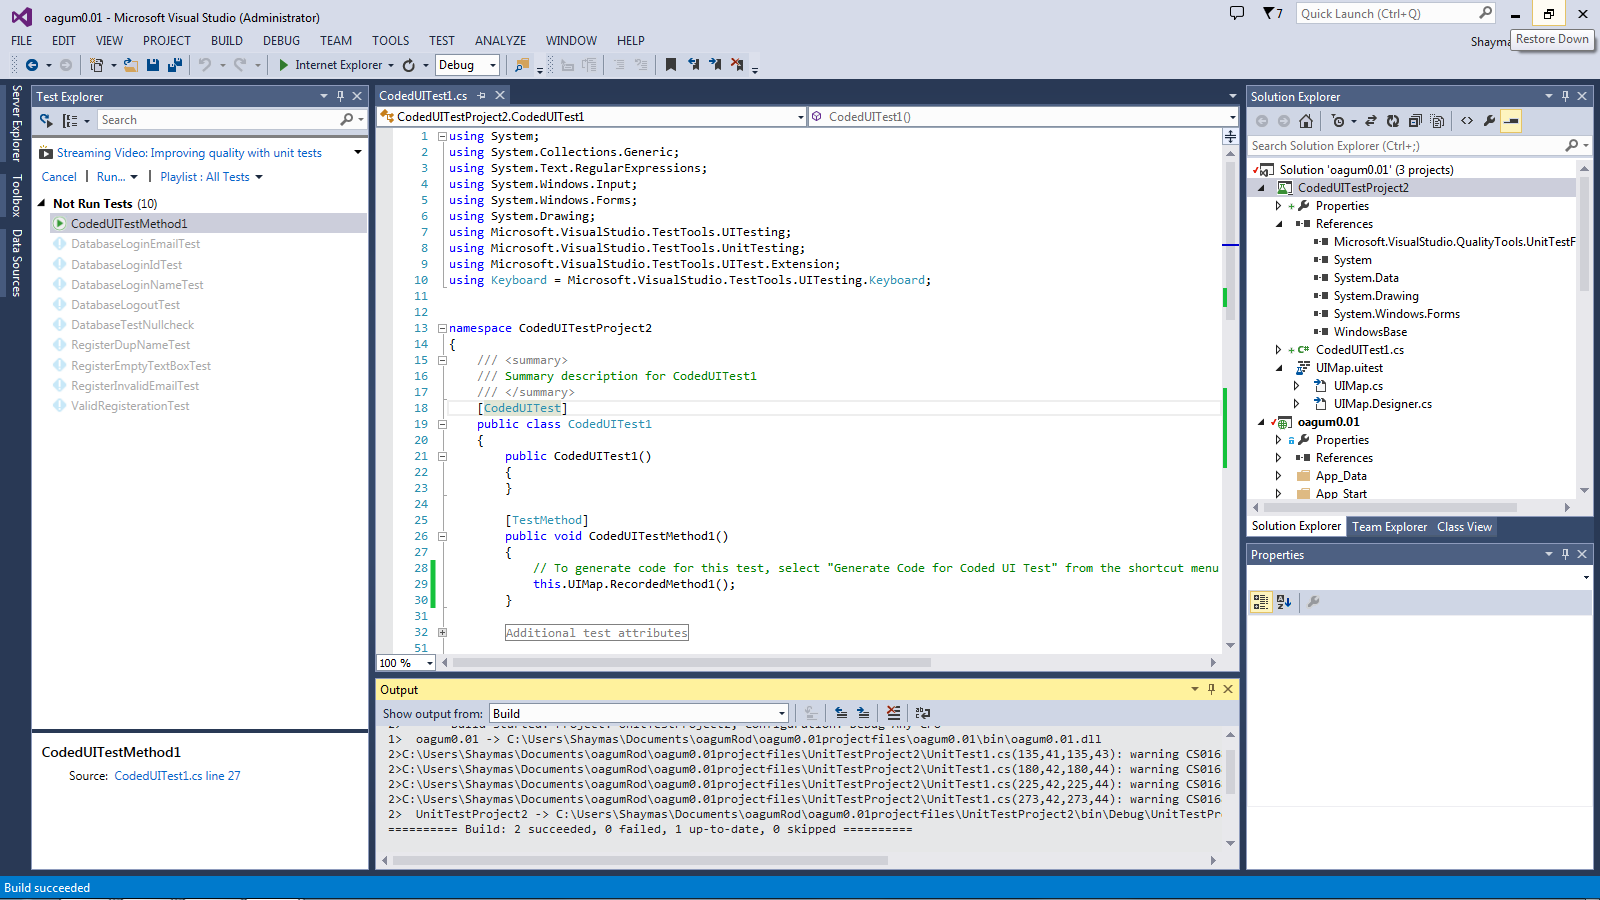 oagum0.01 - Microsoft Visual Studio (Administrator)
7
Quick Launch (Ctrl+Q)
FILE EDIT VIEW PROJECT BUILD DEBUG TEAM TOOLS TEST ANALYZE WINDOW HELP
Restore Down
Internet Explorer
Debug
Server Explorer
Toolbox
Data Sources
Test Explorer
Search
Streaming Video: Improving quality with unit tests
Cancel | Run... | Playlist : All Tests
Not Run Tests (10)
CodedUITestMethod1
DatabaseLoginEmailTest
DatabaseLoginIdTest
DatabaseLoginNameTest
DatabaseLogoutTest
DatabaseTestNullcheck
RegisterDupNameTest
RegisterEmptyTextBoxTest
RegisterInvalidEmailTest
ValidRegisterationTest
CodedUITestMethod1
Source: CodedUITest1.cs line 27
CodedUITest1.cs
CodedUITestProject2.CodedUITest1
CodedUITest1()
1 using System;
2 using System.Collections.Generic;
3 using System.Text.RegularExpressions;
4 using System.Windows.Input;
5 using System.Windows.Forms;
6 using System.Drawing;
7 using Microsoft.VisualStudio.TestTools.UITesting;
8 using Microsoft.VisualStudio.TestTools.UnitTesting;
9 using Microsoft.VisualStudio.TestTools.UITest.Extension;
10 using Keyboard = Microsoft.VisualStudio.TestTools.UITesting.Keyboard;
11
12
13 namespace CodedUITestProject2
14 {
15 /// <summary>
16 /// Summary description for CodedUITest1
17 /// </summary>
18 [CodedUITest]
19 public class CodedUITest1
20 {
21 public CodedUITest1()
22 {
23 }
24
25 [TestMethod]
26 public void CodedUITestMethod1()
27 {
28 // To generate code for this test, select "Generate Code for Coded UI Test" from the shortcut menu
29 this.UIMap.RecordedMethod1();
30 }
31
32 Additional test attributes
51
100 %
Output
Show output from: Build
1> oagum0.01 -> C:\Users\Shaymas\Documents\oagumRod\oagum0.01projectfiles\oagum0.01\bin\oagum0.01.dll
2>C:\Users\Shaymas\Documents\oagumRod\oagum0.01projectfiles\UnitTestProject2\UnitTest1.cs(135,41,135,43): warning CS016
2>C:\Users\Shaymas\Documents\oagumRod\oagum0.01projectfiles\UnitTestProject2\UnitTest1.cs(180,42,180,44): warning CS016
2>C:\Users\Shaymas\Documents\oagumRod\oagum0.01projectfiles\UnitTestProject2\UnitTest1.cs(225,42,225,44): warning CS016
2>C:\Users\Shaymas\Documents\oagumRod\oagum0.01projectfiles\UnitTestProject2\UnitTest1.cs(273,42,273,44): warning CS016
2> UnitTestProject2 -> C:\Users\Shaymas\Documents\oagumRod\oagum0.01projectfiles\UnitTestProject2\bin\Debug\UnitTestPr
========== Build: 2 succeeded, 0 failed, 1 up-to-date, 0 skipped ==========
Solution Explorer
Search Solution Explorer (Ctrl+;)
Solution 'oagum0.01' (3 projects)
CodedUITestProject2
Properties
References
Microsoft.VisualStudio.QualityTools.UnitTestF
System
System.Data
System.Drawing
System.Windows.Forms
WindowsBase
CodedUITest1.cs
UIMap.uitest
UIMap.cs
UIMap.Designer.cs
oagum0.01
Properties
References
App_Data
App_Start
Solution Explorer Team Explorer Class View
Properties
Build succeeded